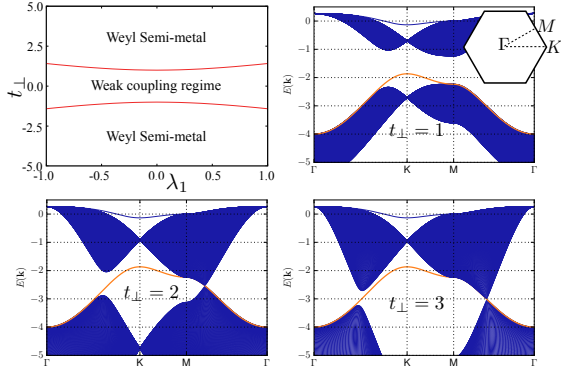 5.0
Weyl Semi-metal
2.5
t⊥
0.0
Weak coupling regime
-2.5
Weyl Semi-metal
-5.0
-1.0 -0.5 0.0 0.5 1.0
λ₁
0
-1
-2
-3
-4
-5
E(k)
Γ K M Γ
t⊥ = 1
Γ
M
K
0
-1
-2
-3
-4
-5
E(k)
Γ K M Γ
t⊥ = 2
0
-1
-2
-3
-4
-5
E(k)
Γ K M Γ
t⊥ = 3